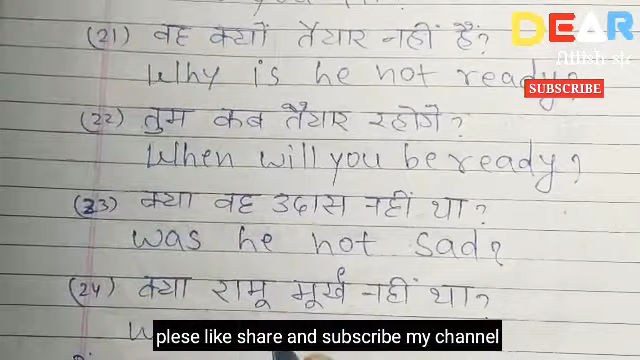 DEAR
(21) वह क्यों तैयार नहीं हैं?
Why is he not ready?
SUBSCRIBE
(22) तुम कब तैयार रहोगे?
When will you be ready?
(23) क्या वह उदास नहीं था?
was he not sad?
(24) क्या रामू मूर्ख नहीं था?
plese like share and subscribe my channel